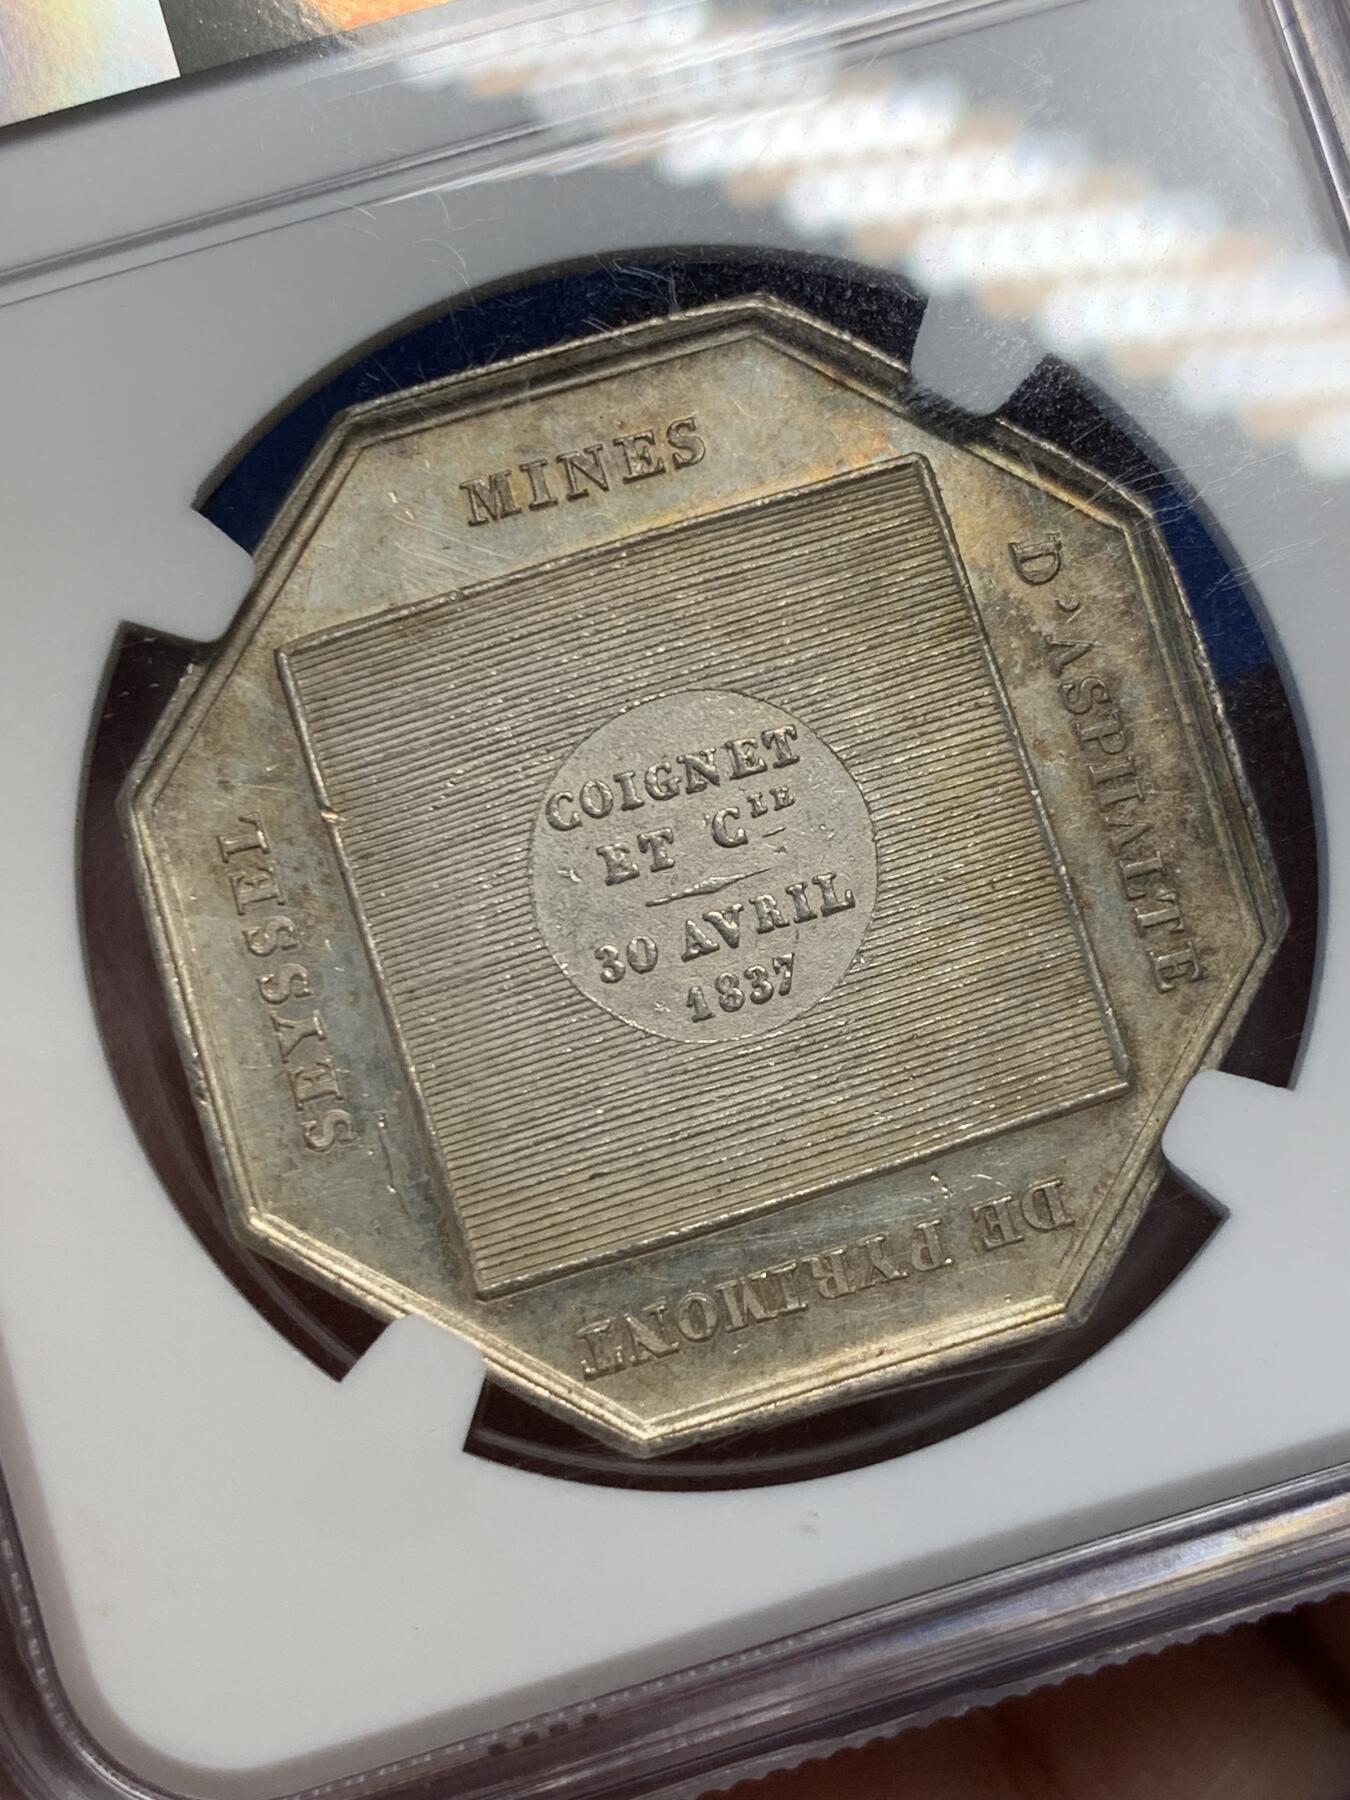 MINES
D'ASPHALTE
DE PYRIMONT
SEYSSEL
COIGNET
ET CIE
30 AVRIL
1837